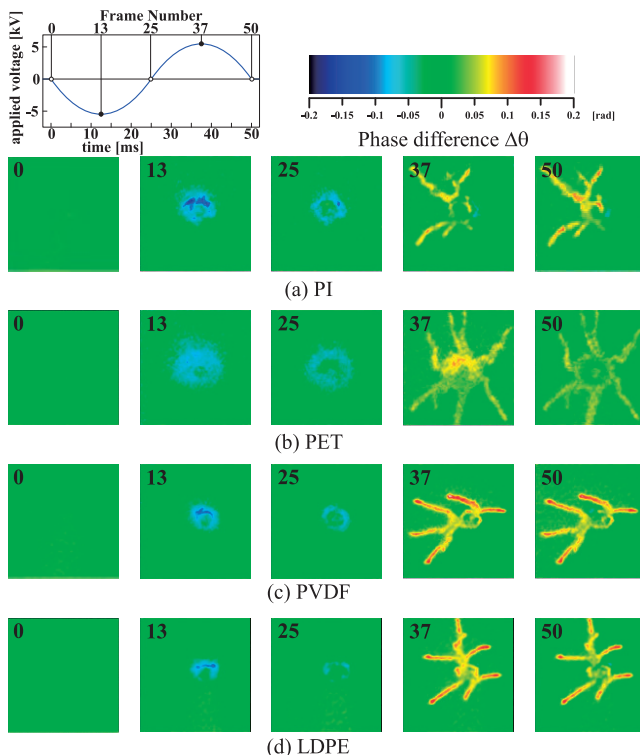 Frame Number
0 13 25 37 50
applied voltage [kV]
5
0
-5
0 10 20 30 40 50
time [ms]
-0.2 -0.15 -0.1 -0.05 0 0.05 0.1 0.15 0.2 [rad]
Phase difference Δθ
0 13 25 37 50
(a) PI
0 13 25 37 50
(b) PET
0 13 25 37 50
(c) PVDF
0 13 25 37 50
(d) LDPE